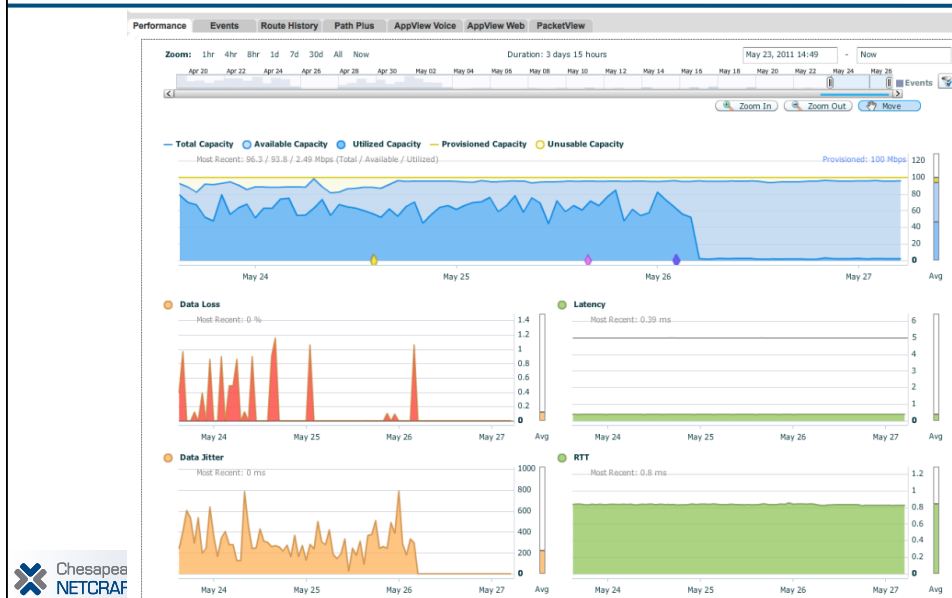 Performance Events Route History Path Plus AppView Voice AppView Web PacketView
Zoom: 1hr 4hr 8hr 1d 7d 30d All Now Duration: 3 days 15 hours May 23, 2011 14:49 - Now
Apr 20 Apr 22 Apr 24 Apr 26 Apr 28 Apr 30 May 02 May 04 May 06 May 08 May 10 May 12 May 14 May 16 May 18 May 20 May 22 May 24 May 26
Events
Zoom In Zoom Out Move
Total Capacity Available Capacity Utilized Capacity Provisioned Capacity Unusable Capacity
Most Recent: 96.3 / 93.8 / 2.49 Mbps (Total / Available / Utilized) Provisioned: 100 Mbps
120
100
80
60
40
20
0
May 24 May 25 May 26 May 27 Avg
Data Loss
Most Recent: 0 %
1.4
1.2
1
0.8
0.6
0.4
0.2
0
May 24 May 25 May 26 May 27 Avg
Latency
Most Recent: 0.39 ms
6
5
4
3
2
1
0
May 24 May 25 May 26 May 27 Avg
Data Jitter
Most Recent: 0 ms
1000
800
600
400
200
0
May 24 May 25 May 26 May 27 Avg
RTT
Most Recent: 0.8 ms
1.2
1
0.8
0.6
0.4
0.2
0
May 24 May 25 May 26 May 27 Avg
Chesapea
NETCRAF